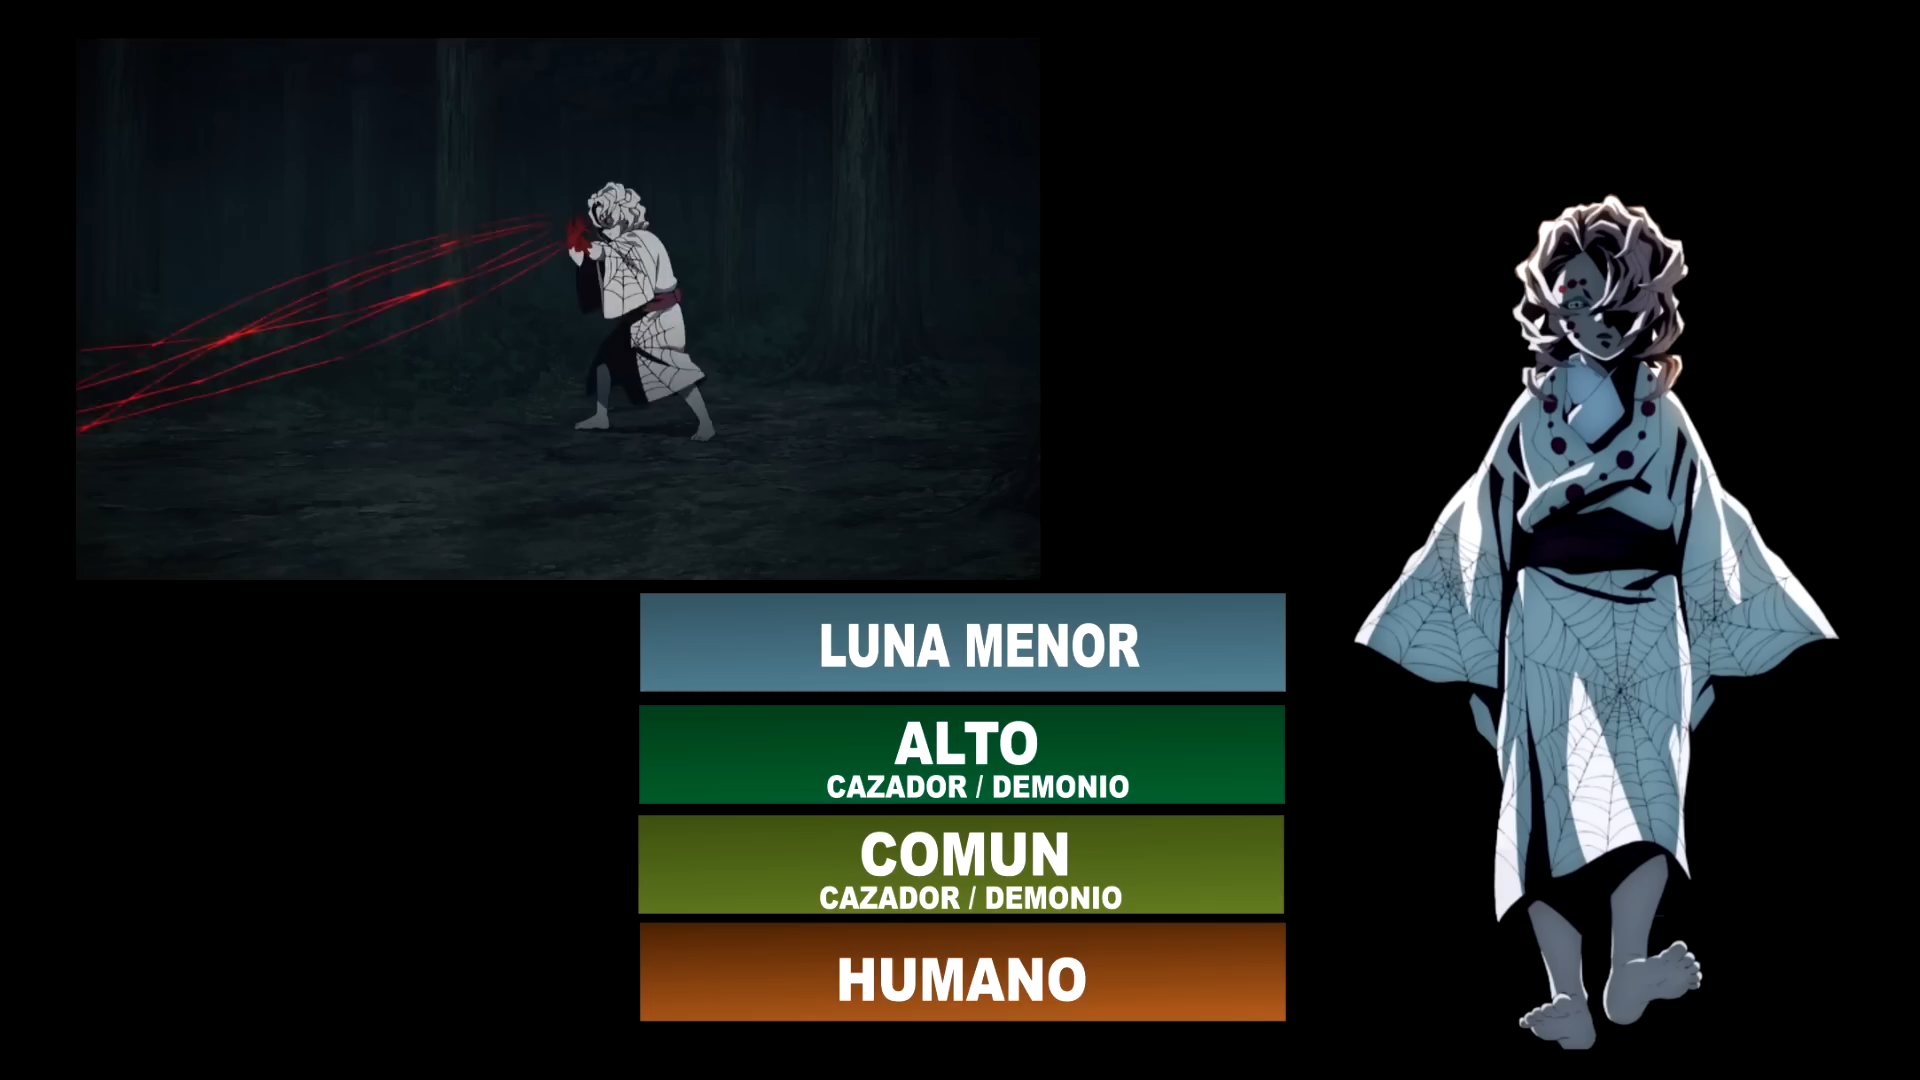 LUNA MENOR
ALTO
CAZADOR / DEMONIO
COMUN
CAZADOR / DEMONIO
HUMANO